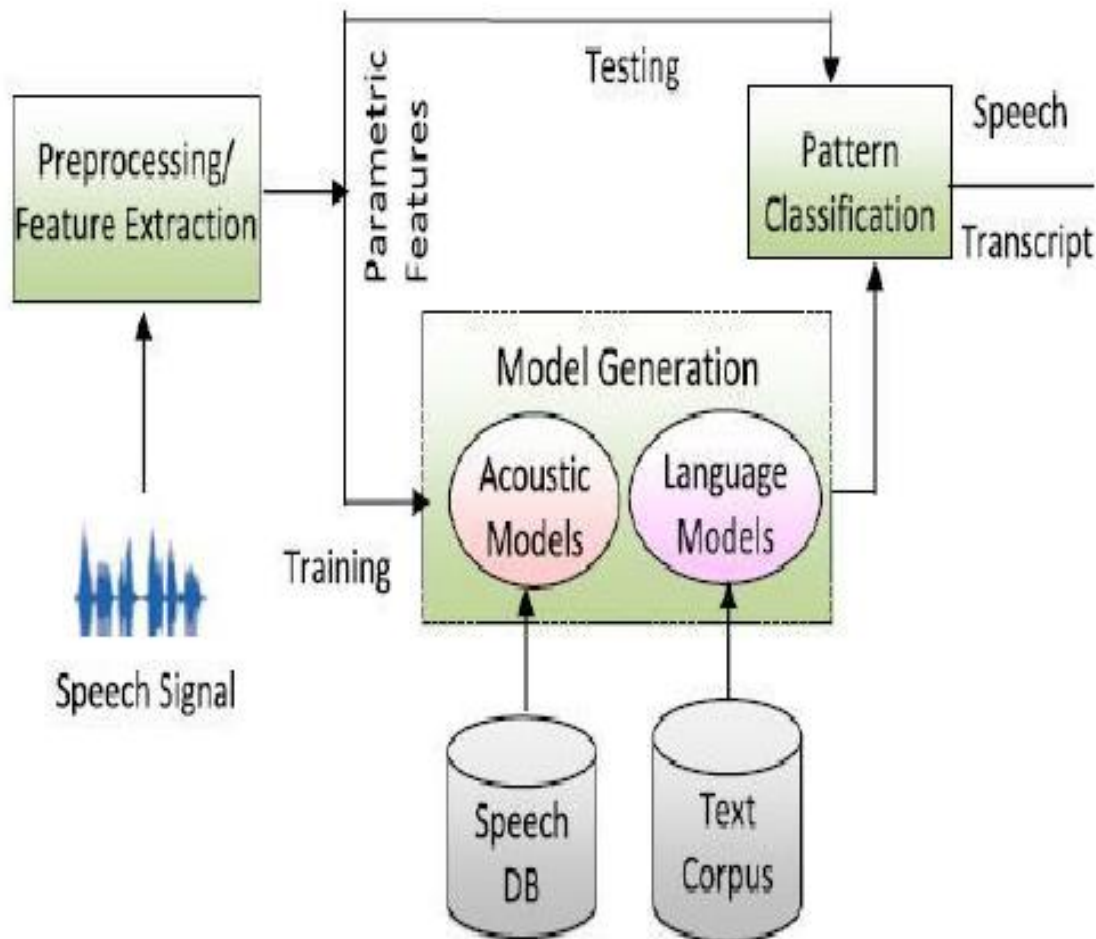 Preprocessing/
Feature Extraction
Speech Signal
Parametric
Features
Testing
Training
Model Generation
Acoustic
Models
Language
Models
Speech
DB
Text
Corpus
Pattern
Classification
Speech
Transcript